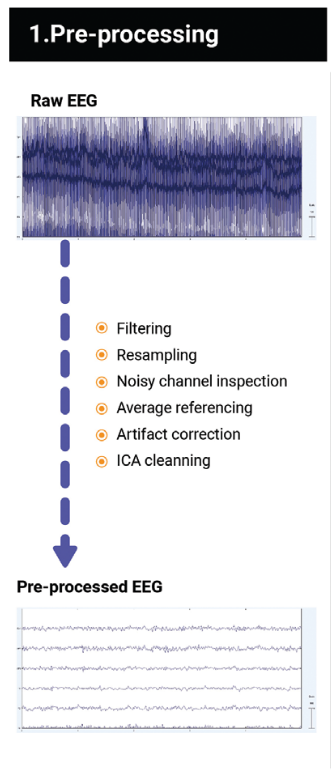 1.Pre-processing
Raw EEG
Filtering
Resampling
Noisy channel inspection
Average referencing
Artifact correction
ICA cleanning
Pre-processed EEG